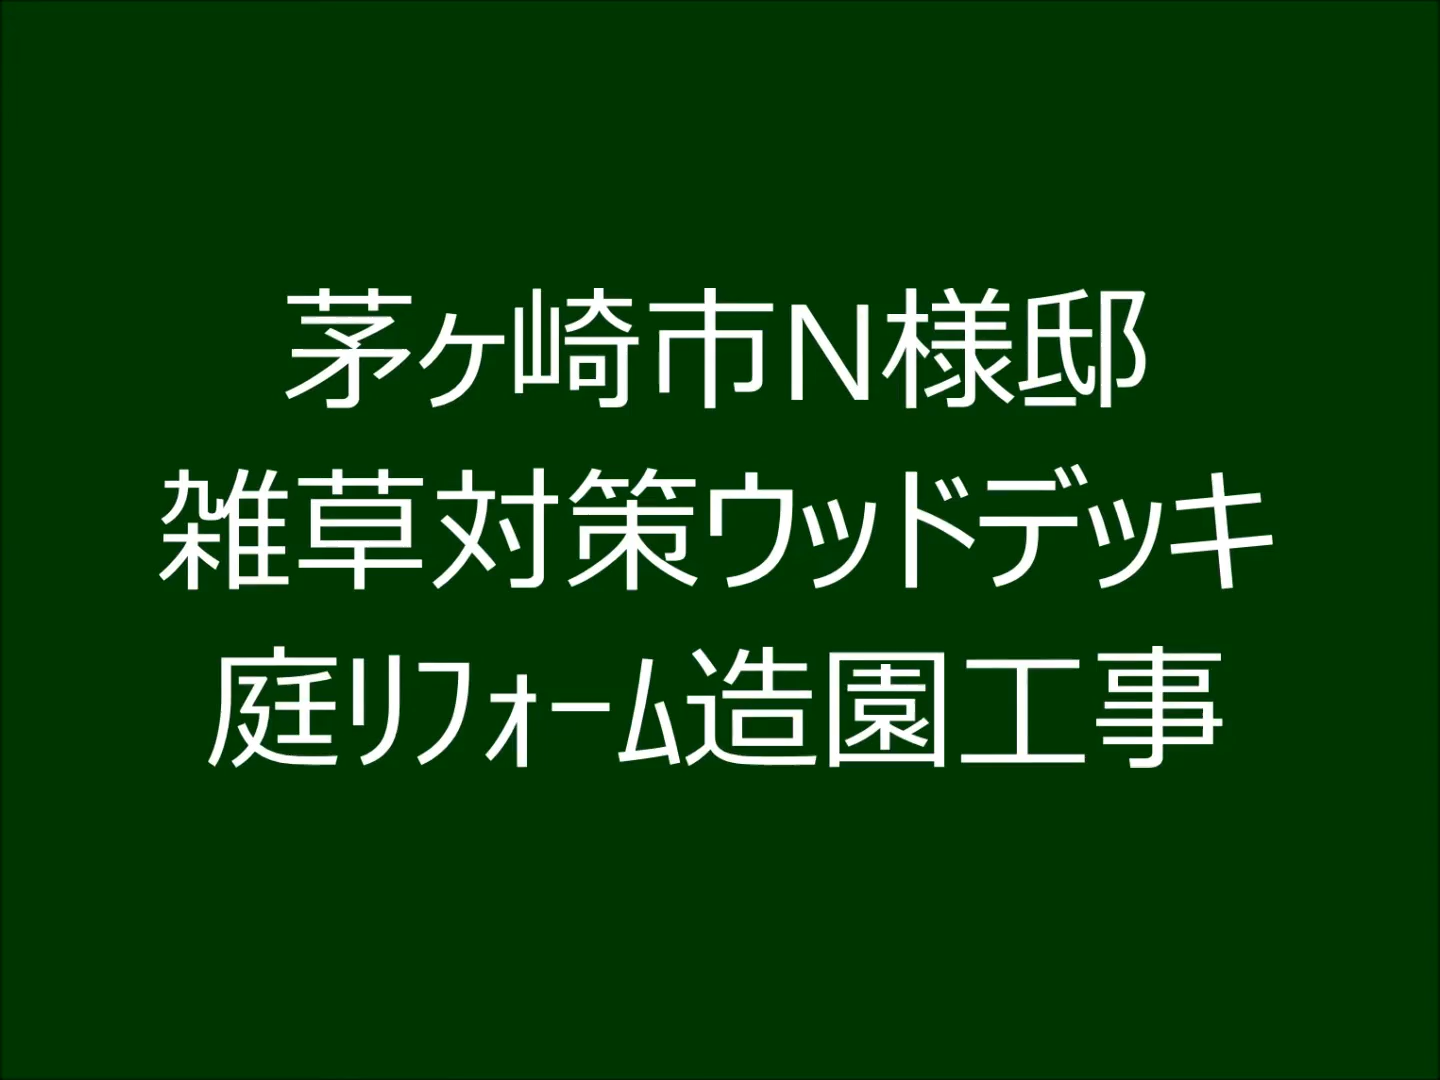 茅ヶ崎市N様邸
雑草対策ウッドデッキ
庭リフォーム造園工事